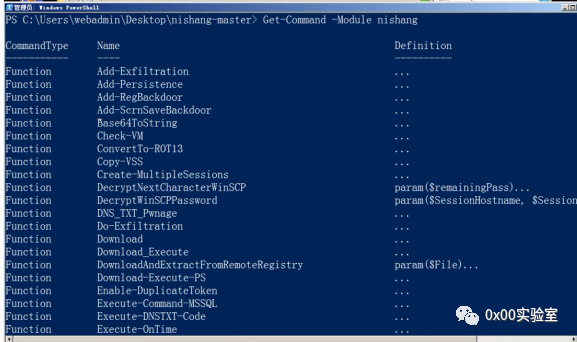 管理员: Windows PowerShell
PS C:\Users\webadmin\Desktop\nishang-master> Get-Command -Module nishang
CommandType Name Definition
----------- ---- ----------
Function Add-Exfiltration ...
Function Add-Persistence ...
Function Add-RegBackdoor ...
Function Add-ScrnSaveBackdoor ...
Function Base64ToString ...
Function Check-VM ...
Function ConvertTo-ROT13 ...
Function Copy-VSS ...
Function Create-MultipleSessions ...
Function DecryptNextCharacterWinSCP param($remainingPass)...
Function DecryptWinSCPPassword param($SessionHostname, $Session
Function DNS_TXT_Pwnage ...
Function Do-Exfiltration ...
Function Download ...
Function Download_Execute ...
Function DownloadAndExtractFromRemoteRegistry param($File)...
Function Download-Execute-PS ...
Function Enable-DuplicateToken ...
Function Execute-Command-MSSQL ...
Function Execute-DNSTXT-Code ...
Function Execute-OnTime ...
0x00实验室